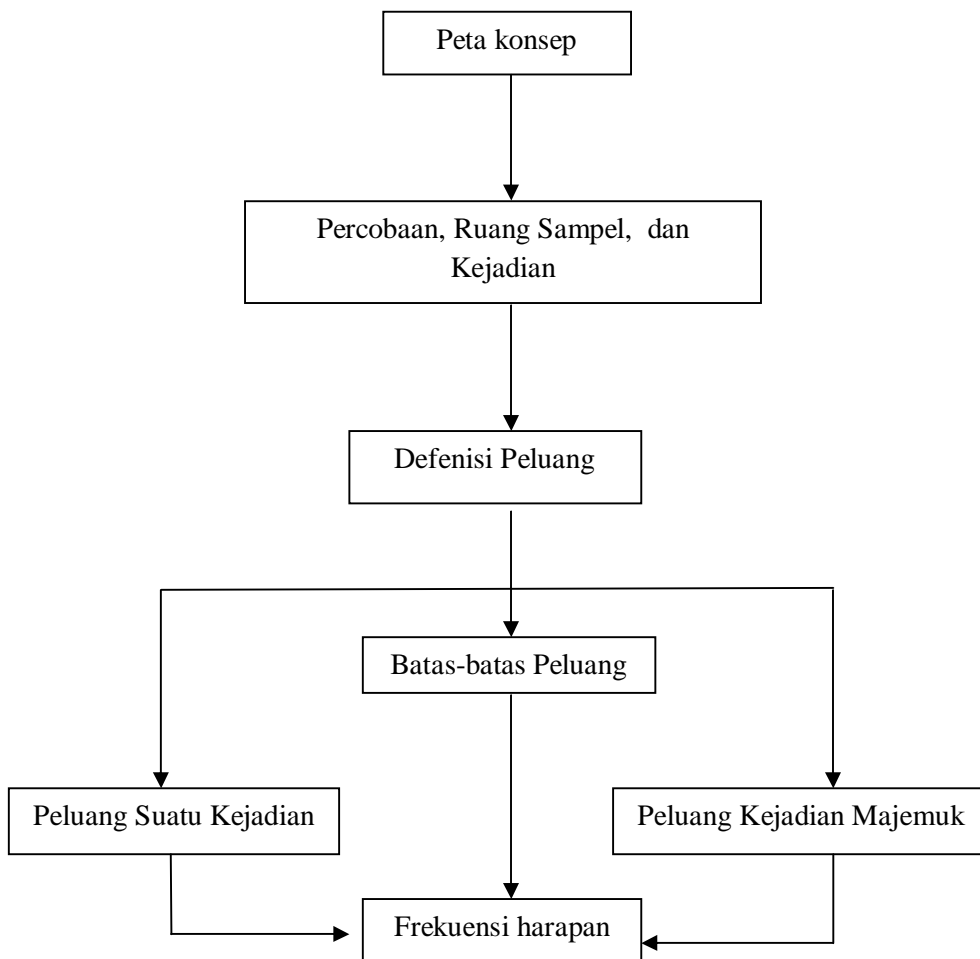 Peta konsep
Percobaan, Ruang Sampel, dan
Kejadian
Defenisi Peluang
Batas-batas Peluang
Peluang Suatu Kejadian
Peluang Kejadian Majemuk
Frekuensi harapan